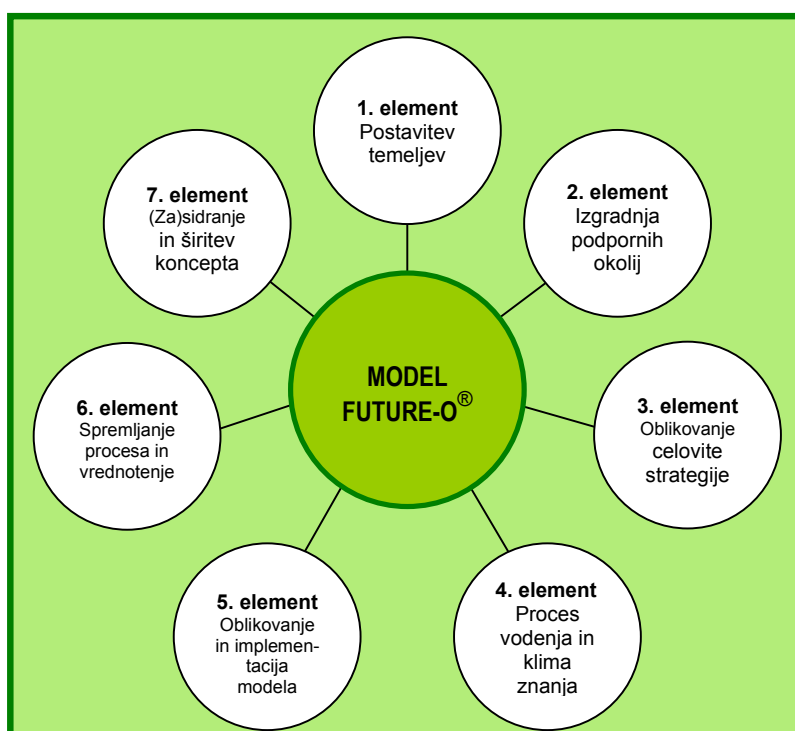 1. element
Postavitev
temeljev
2. element
Izgradnja
podpornih
okolij
3. element
Oblikovanje
celovite
strategije
4. element
Proces
vodenja in
klima
znanja
5. element
Oblikovanje
in implemen-
tacija
modela
6. element
Spremljanje
procesa in
vrednotenje
7. element
(Za)sidranje
in širitev
koncepta
MODEL
FUTURE-O®